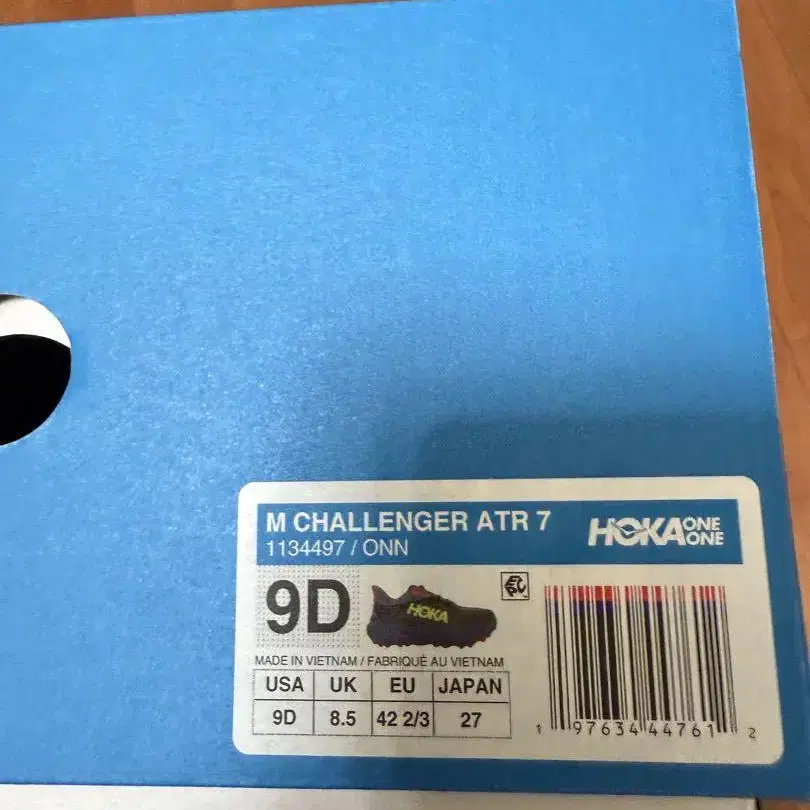 M CHALLENGER ATR 7
1134497 / ONN
HOKA ONE ONE
9D
HOKA
MADE IN VIETNAM / FABRIQUÉ AU VIETNAM
USA UK EU JAPAN
9D 8.5 42 2/3 27
1 97634 44761 2